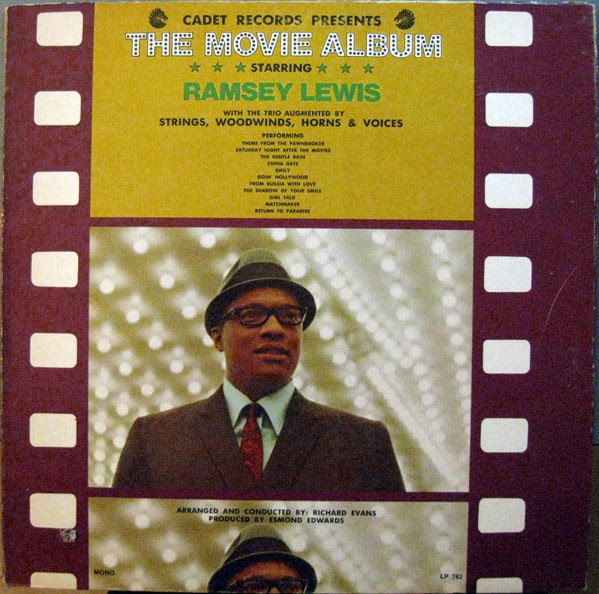 CADET RECORDS PRESENTS
THE MOVIE ALBUM
STARRING
RAMSEY LEWIS
WITH THE TRIO AUGMENTED BY
STRINGS, WOODWINDS, HORNS & VOICES
PERFORMING
THEME FROM THE PAWNBROKER
SATURDAY NIGHT AFTER THE MOVIES
THE GENTLE RAIN
CHINA GATE
EMILY
GOIN' HOLLYWOOD
FROM RUSSIA WITH LOVE
THE SHADOW OF YOUR SMILE
GIRL TALK
MATCHMAKER
RETURN TO PARADISE
ARRANGED AND CONDUCTED BY: RICHARD EVANS
PRODUCED BY ESMOND EDWARDS
MONO
LP 782